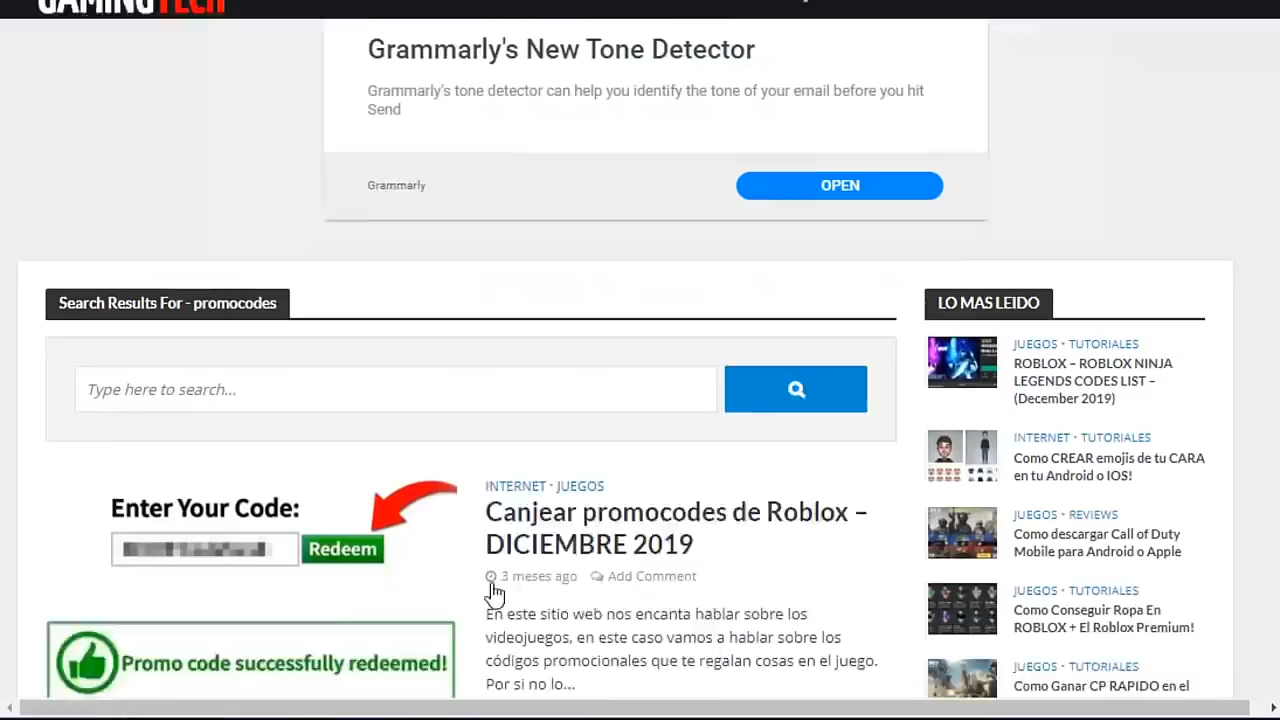 GAMINGTECH
Grammarly's New Tone Detector
Grammarly's tone detector can help you identify the tone of your email before you hit
Send
Grammarly
OPEN
Search Results For - promocodes
Type here to search...
Enter Your Code:
Redeem
Promo code successfully redeemed!
INTERNET • JUEGOS
Canjear promocodes de Roblox –
DICIEMBRE 2019
3 meses ago
Add Comment
En este sitio web nos encanta hablar sobre los
videojuegos, en este caso vamos a hablar sobre los
códigos promocionales que te regalan cosas en el juego.
Por si no lo...
LO MAS LEIDO
JUEGOS • TUTORIALES
ROBLOX – ROBLOX NINJA
LEGENDS CODES LIST –
(December 2019)
INTERNET • TUTORIALES
Como CREAR emojis de tu CARA
en tu Android o IOS!
JUEGOS • REVIEWS
Como descargar Call of Duty
Mobile para Android o Apple
JUEGOS • TUTORIALES
Como Conseguir Ropa En
ROBLOX + El Roblox Premium!
JUEGOS • TUTORIALES
Como Ganar CP RAPIDO en el